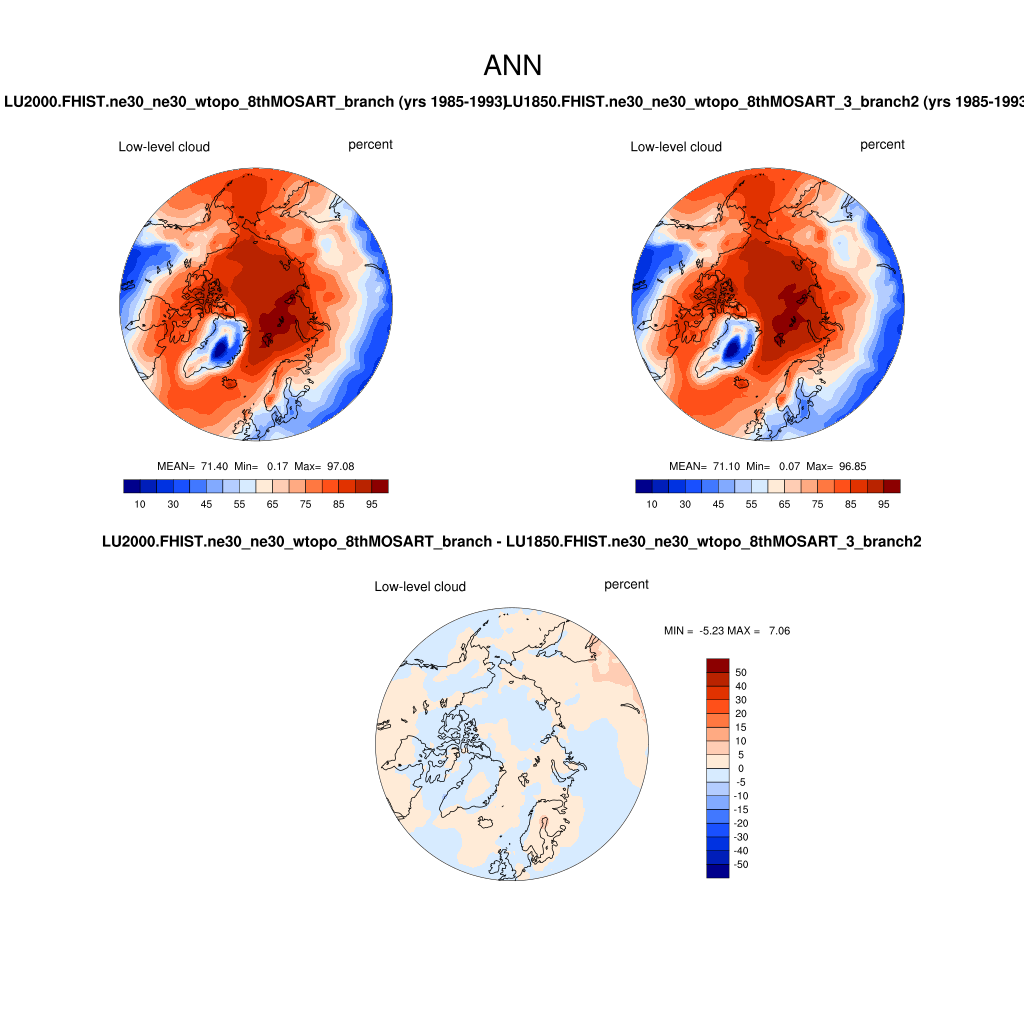 ANN
LU2000.FHIST.ne30_ne30_wtopo_8thMOSART_branch (yrs 1985-1993)
LU1850.FHIST.ne30_ne30_wtopo_8thMOSART_3_branch2 (yrs 1985-1993
Low-level cloud percent
Low-level cloud percent
MEAN= 71.40 Min= 0.17 Max= 97.08
MEAN= 71.10 Min= 0.07 Max= 96.85
10 30 45 55 65 75 85 95
10 30 45 55 65 75 85 95
LU2000.FHIST.ne30_ne30_wtopo_8thMOSART_branch - LU1850.FHIST.ne30_ne30_wtopo_8thMOSART_3_branch2
Low-level cloud percent
MIN = -5.23 MAX = 7.06
50
40
30
20
15
10
5
0
-5
-10
-15
-20
-30
-40
-50